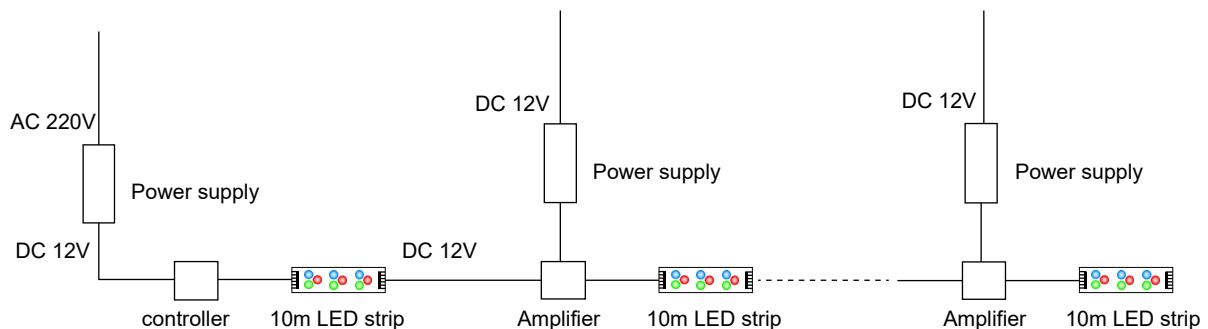 AC 220V
Power supply
DC 12V
controller
10m LED strip
DC 12V
DC 12V
Power supply
Amplifier
10m LED strip
DC 12V
Power supply
Amplifier
10m LED strip